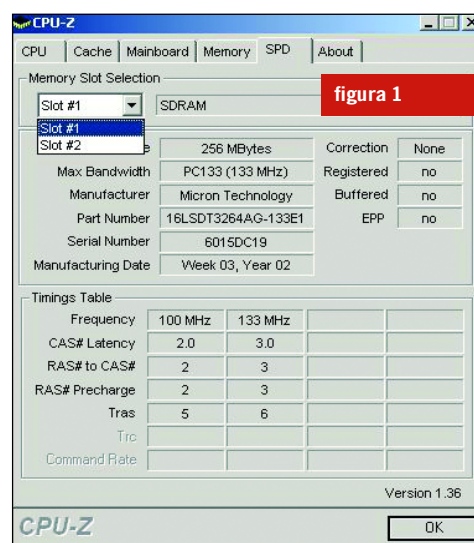 CPU-Z
CPU Cache Mainboard Memory SPD About
Memory Slot Selection
Slot #1 SDRAM
figura 1
Slot #1
Slot #2
256 MBytes Correction None
Max Bandwidth PC133 (133 MHz) Registered no
Manufacturer Micron Technology Buffered no
Part Number 16LSDT3264AG-133E1 EPP no
Serial Number 6015DC19
Manufacturing Date Week 03, Year 02
Timings Table
Frequency 100 MHz 133 MHz
CAS# Latency 2.0 3.0
RAS# to CAS# 2 3
RAS# Precharge 2 3
Tras 5 6
Trc
Command Rate
Version 1.36
CPU-Z OK